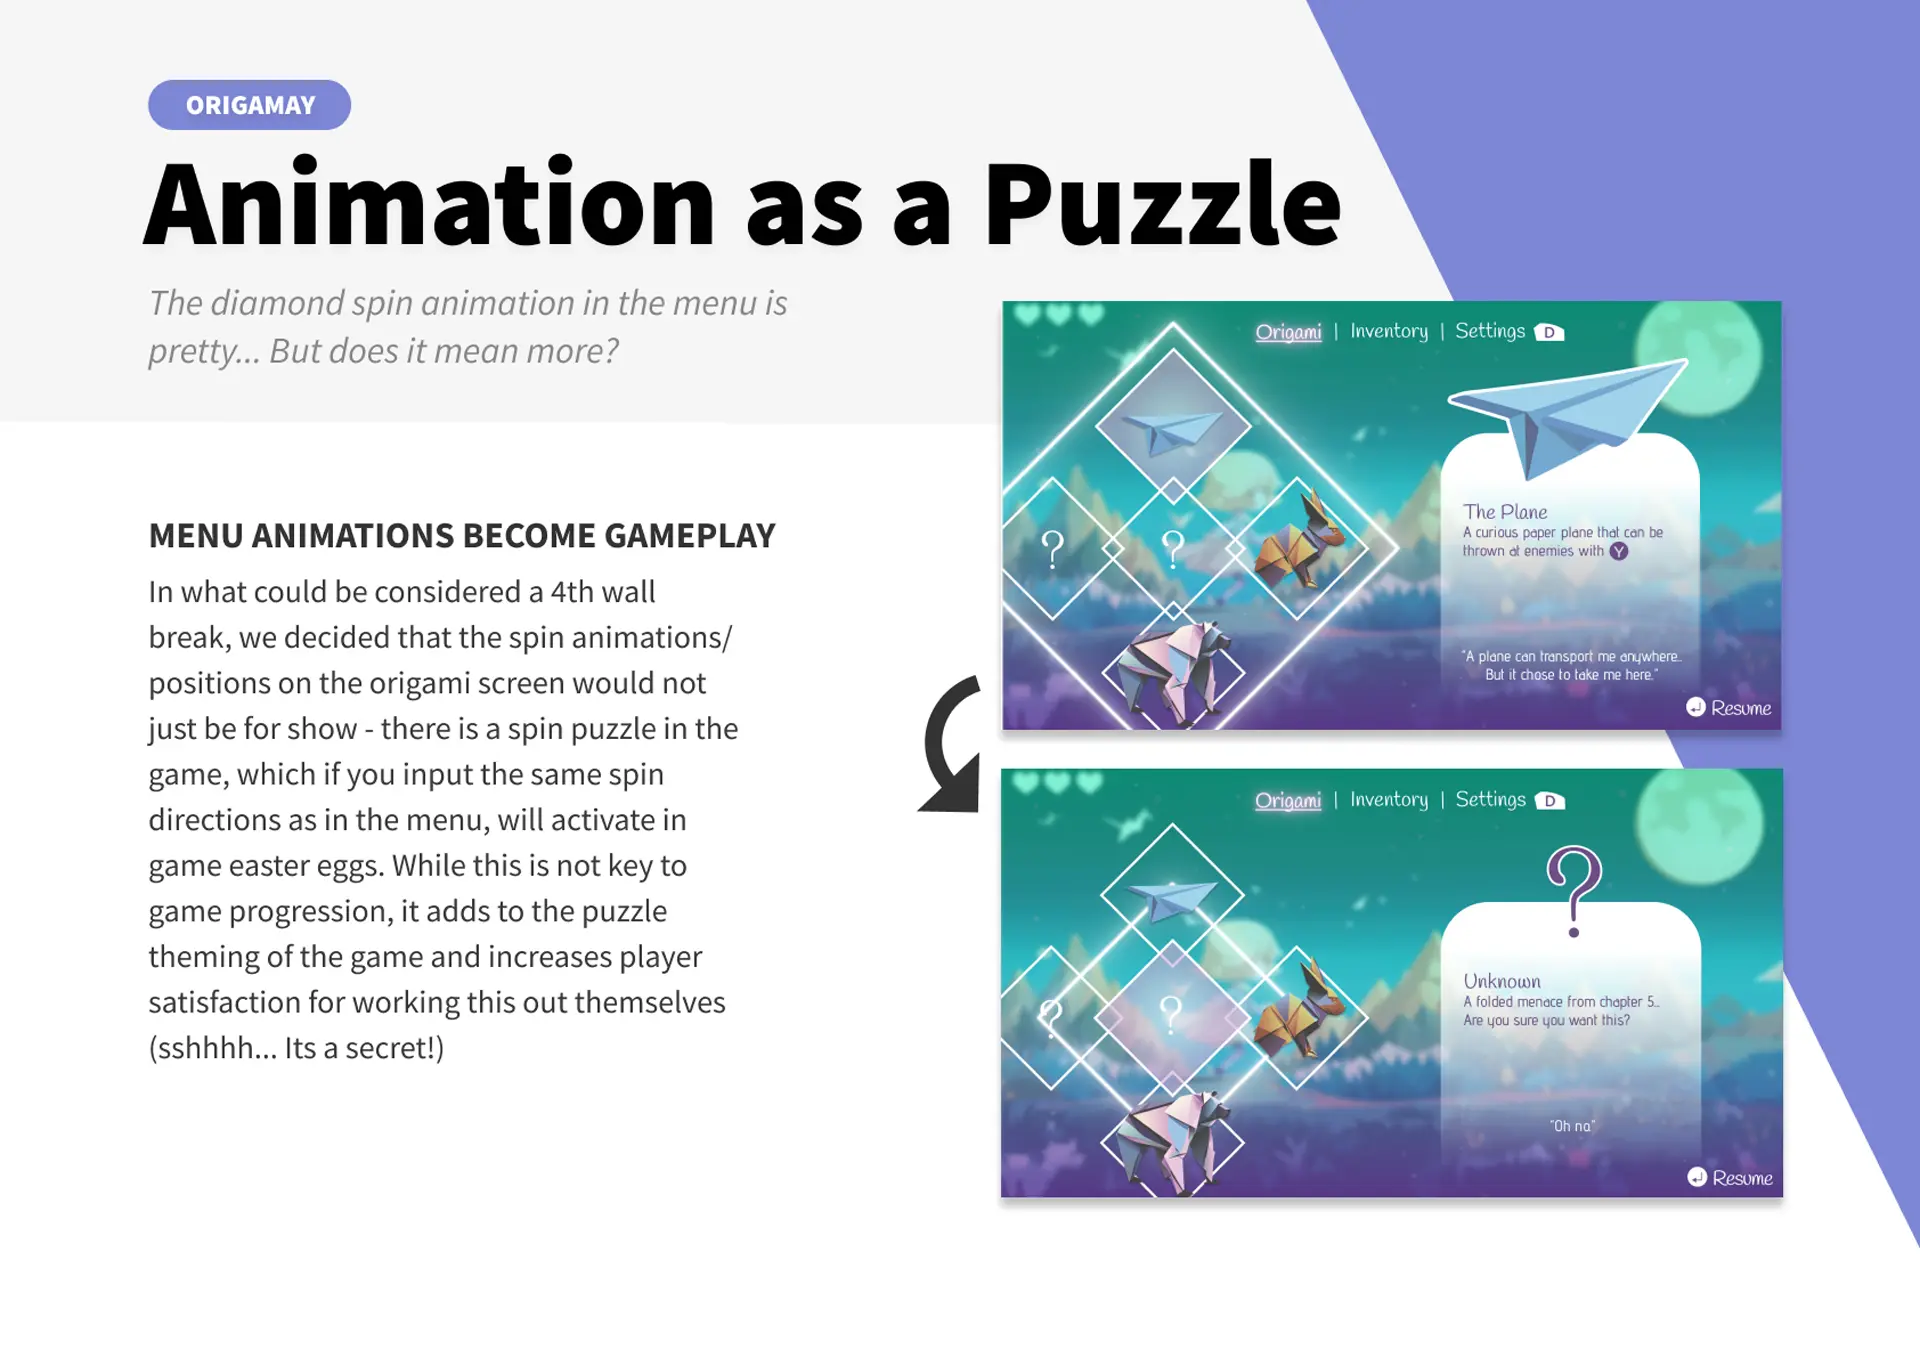 ORIGAMAY
Animation as a Puzzle
The diamond spin animation in the menu is
pretty... But does it mean more?
MENU ANIMATIONS BECOME GAMEPLAY
In what could be considered a 4th wall
break, we decided that the spin animations/
positions on the origami screen would not
just be for show - there is a spin puzzle in the
game, which if you input the same spin
directions as in the menu, will activate in
game easter eggs. While this is not key to
game progression, it adds to the puzzle
theming of the game and increases player
satisfaction for working this out themselves
(sshhhh... Its a secret!)
Origami | Inventory | Settings D
? ?
The Plane
A curious paper plane that can be
thrown at enemies with Y
"A plane can transport me anywhere..
But it chose to take me here."
Resume
Origami | Inventory | Settings D
?
? ?
Unknown
A folded menace from chapter 5...
Are you sure you want this?
"Oh na"
Resume